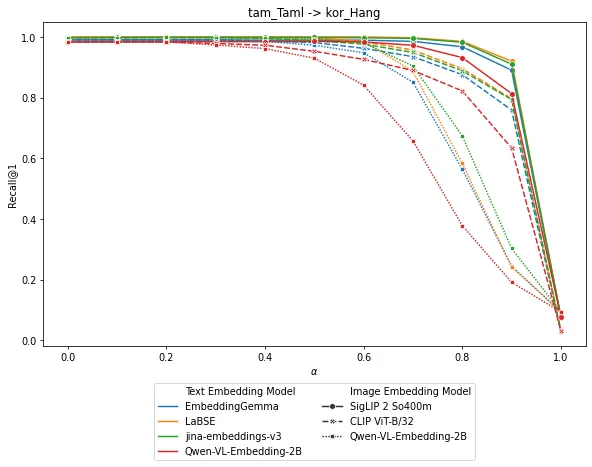 tam_Taml -> kor_Hang
1.0
0.8
0.6
0.4
0.2
0.0
Recall@1
0.0 0.2 0.4 0.6 0.8 1.0
α
Text Embedding Model
EmbeddingGemma
LaBSE
jina-embeddings-v3
Qwen-VL-Embedding-2B
Image Embedding Model
SigLIP 2 So400m
CLIP ViT-B/32
Qwen-VL-Embedding-2B